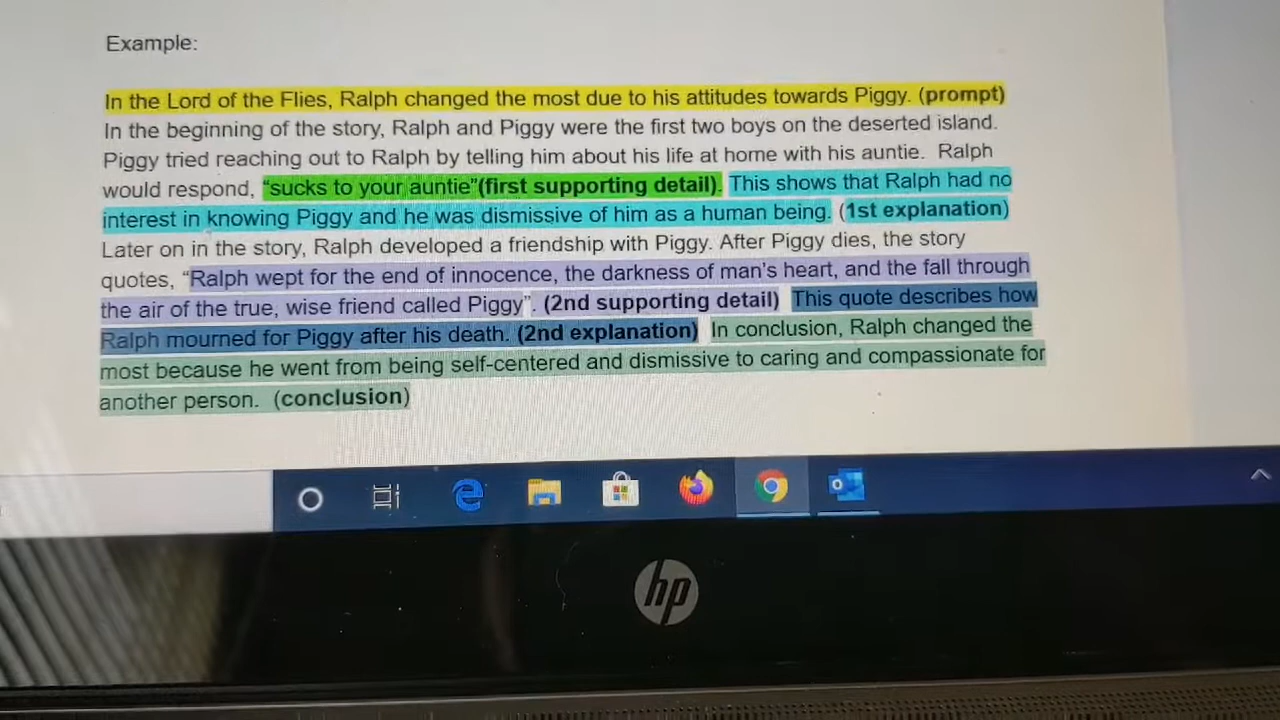 Example:
In the Lord of the Flies, Ralph changed the most due to his attitudes towards Piggy. (prompt)
In the beginning of the story, Ralph and Piggy were the first two boys on the deserted island.
Piggy tried reaching out to Ralph by telling him about his life at home with his auntie. Ralph
would respond, “sucks to your auntie”(first supporting detail). This shows that Ralph had no
interest in knowing Piggy and he was dismissive of him as a human being. (1st explanation)
Later on in the story, Ralph developed a friendship with Piggy. After Piggy dies, the story
quotes, “Ralph wept for the end of innocence, the darkness of man’s heart, and the fall through
the air of the true, wise friend called Piggy”. (2nd supporting detail) This quote describes how
Ralph mourned for Piggy after his death. (2nd explanation) In conclusion, Ralph changed the
most because he went from being self-centered and dismissive to caring and compassionate for
another person. (conclusion)
hp